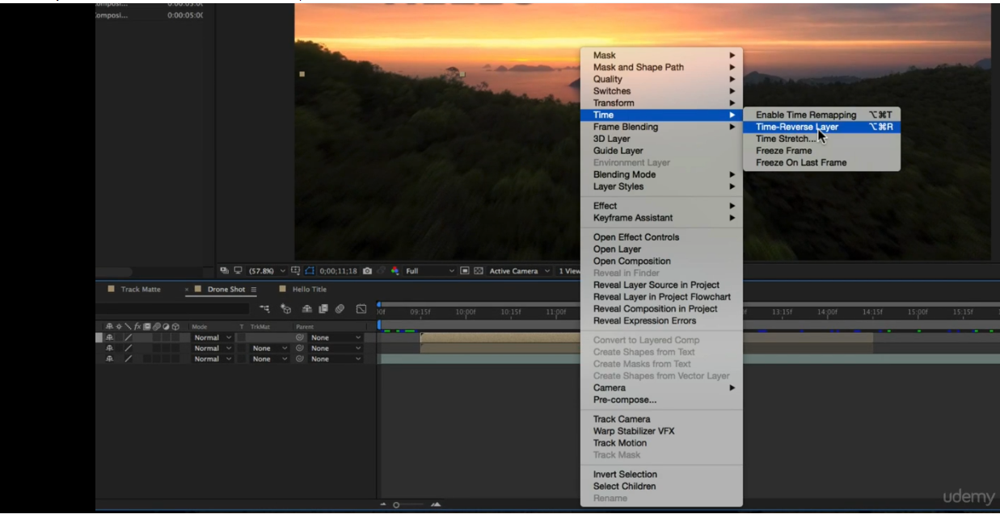 omposi... 0:00:05:0(
omposi... 0:00:05:0(
Mask
Mask and Shape Path
Quality
Switches
Transform
Time
Frame Blending
3D Layer
Guide Layer
Environment Layer
Blending Mode
Layer Styles
Effect
Keyframe Assistant
Open Effect Controls
Open Layer
Open Composition
Reveal in Finder
Reveal Layer Source in Project
Reveal Layer in Project Flowchart
Reveal Composition in Project
Reveal Expression Errors
Convert to Layered Comp
Create Shapes from Text
Create Masks from Text
Create Shapes from Vector Layer
Camera
Pre-compose...
Track Camera
Warp Stabilizer VFX
Track Motion
Track Mask
Invert Selection
Select Children
Rename
Enable Time Remapping ⌥⌘T
Time-Reverse Layer ⌥⌘R
Time Stretch...
Freeze Frame
Freeze On Last Frame
(57.8%) 0;00;11;18 Full Active Camera 1 View
Track Matte × Drone Shot ≡ Hello Title
00f 09:15f 10:00f 10:15f 11:00f f 13:15f 14:00f 14:15f 15:00f 15:15f
fx Mode T TrkMat Parent
Normal None
Normal None None
Normal None None
udemy